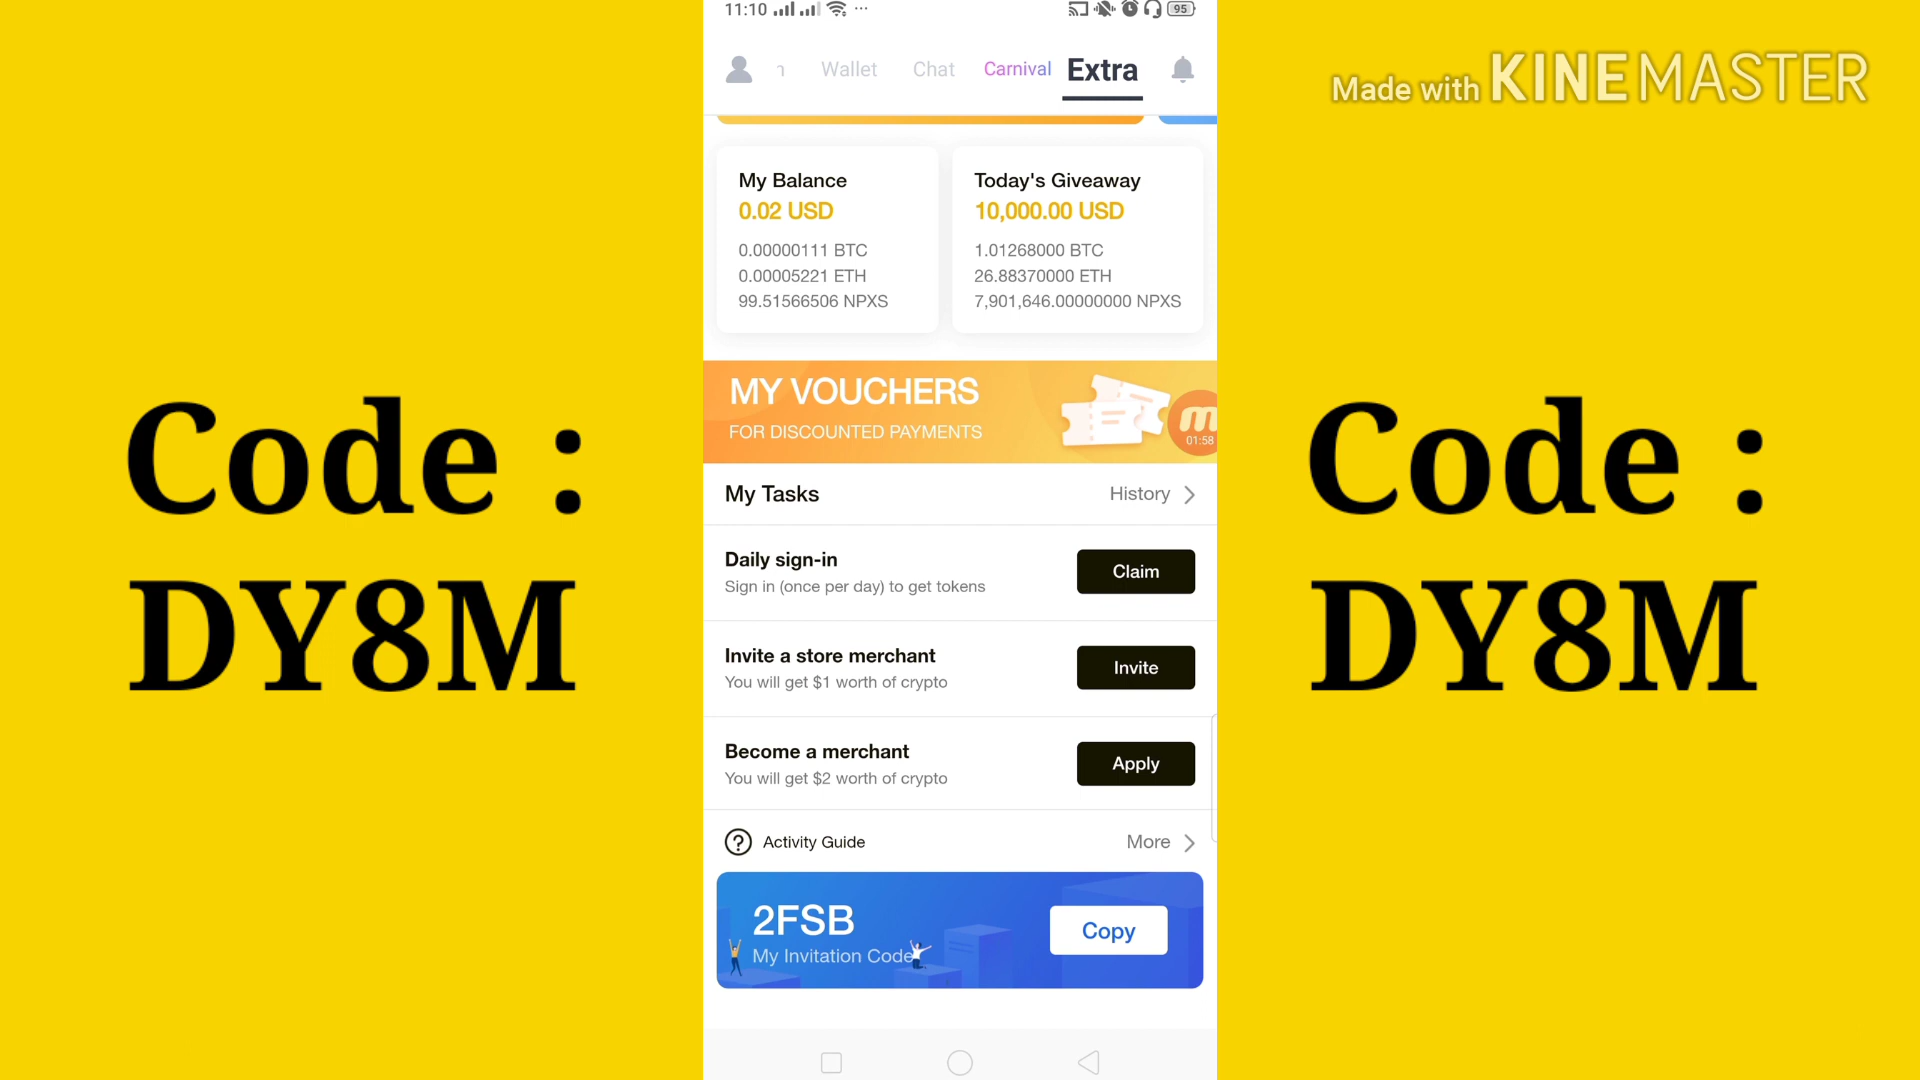 11:10
95
n Wallet Chat Carnival Extra
Made with KINEMASTER
My Balance
0.02 USD
0.00000111 BTC
0.00005221 ETH
99.51566506 NPXS
Today's Giveaway
10,000.00 USD
1.01268000 BTC
26.88370000 ETH
7,901,646.00000000 NPXS
MY VOUCHERS
FOR DISCOUNTED PAYMENTS
m
01:58
My Tasks
History
Daily sign-in
Sign in (once per day) to get tokens
Claim
Invite a store merchant
You will get $1 worth of crypto
Invite
Become a merchant
You will get $2 worth of crypto
Apply
Activity Guide
More
2FSB
My Invitation Code
Copy
Code :
DY8M
Code :
DY8M